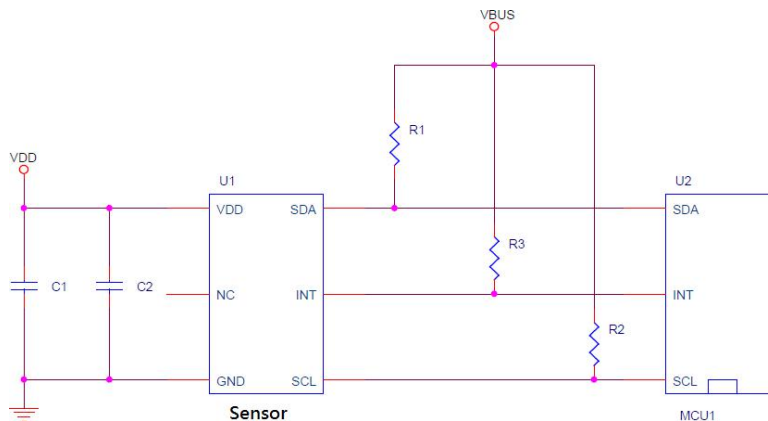 VBUS
R1
VDD
U1
U2
VDD
SDA
SDA
R3
C1
C2
NC
INT
INT
R2
GND
SCL
SCL
Sensor
MCU1